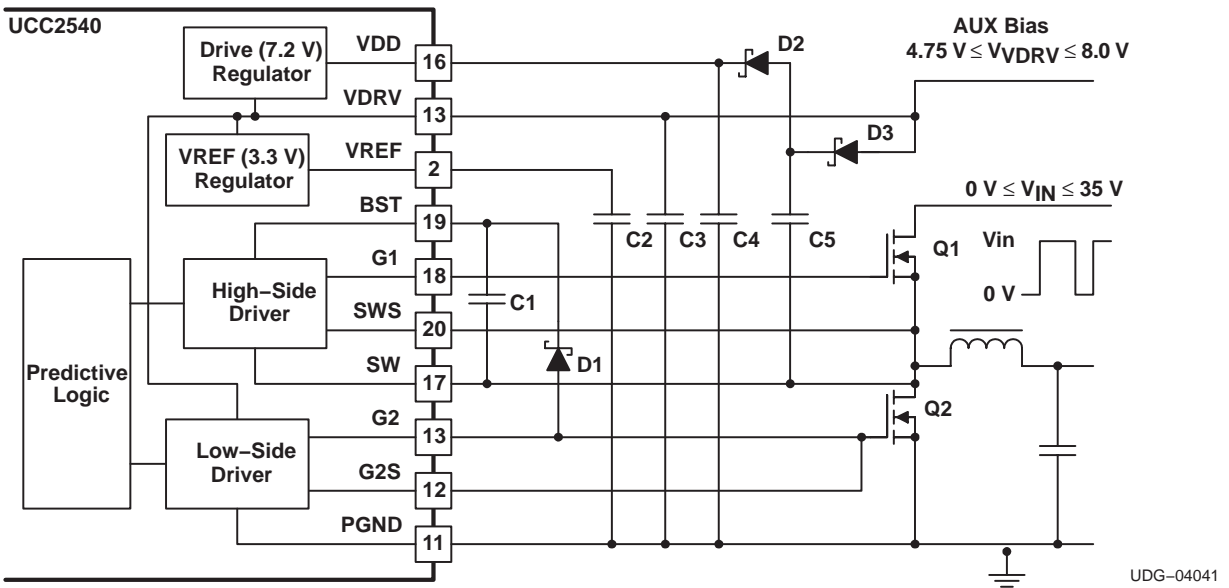 UCC2540
Drive (7.2 V)
Regulator
VREF (3.3 V)
Regulator
Predictive
Logic
High−Side
Driver
Low−Side
Driver
VDD
16
VDRV
13
VREF
2
BST
19
G1
18
SWS
20
SW
17
G2
13
G2S
12
PGND
11
C1
D1
C2
C3
C4
C5
D2
D3
AUX Bias
4.75 V ≤ VVDRV ≤ 8.0 V
0 V ≤ VIN ≤ 35 V
Q1
Vin
0 V
Q2
UDG−04041